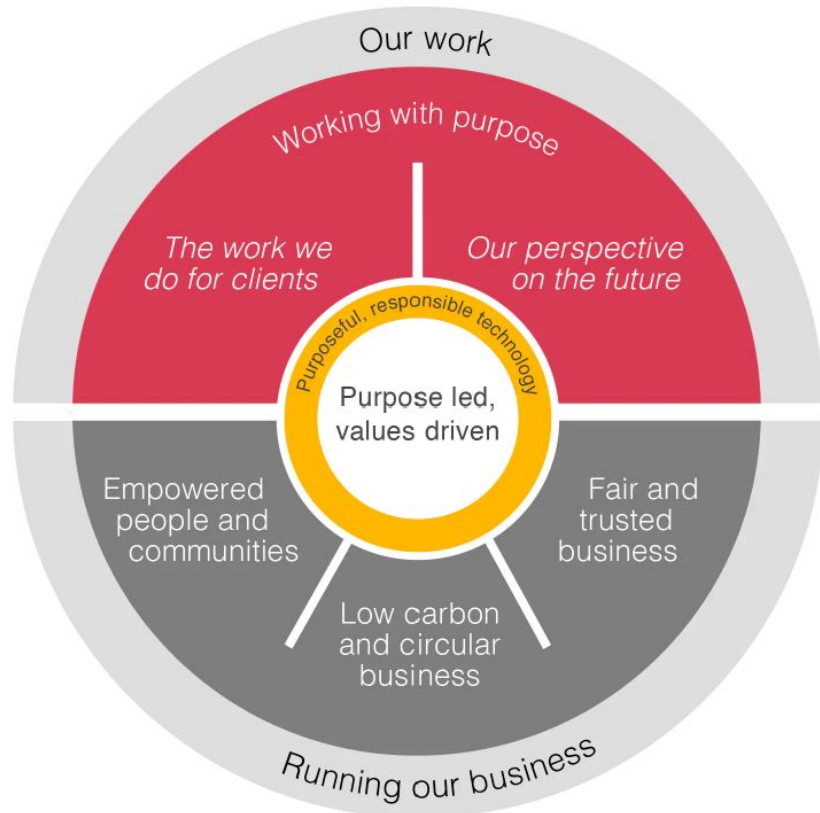 Our work
Working with purpose
The work we
do for clients
Our perspective
on the future
Purposeful, responsible technology
Purpose led,
values driven
Empowered
people and
communities
Low carbon
and circular
business
Fair and
trusted
business
Running our business